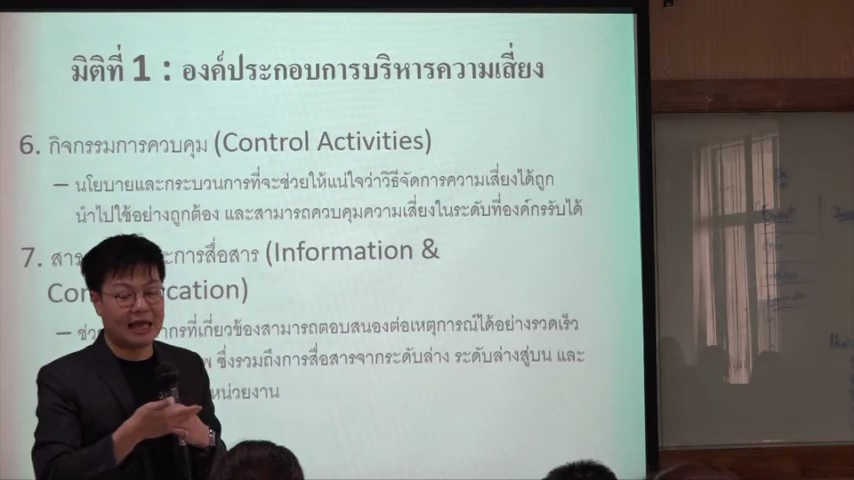 มิติที่ 1 : องค์ประกอบการบริหารความเสี่ยง
6. กิจกรรมการควบคุม (Control Activities)
– นโยบายและกระบวนการที่จะช่วยให้แน่ใจว่าวิธีจัดการความเสี่ยงได้ถูก
นำไปใช้อย่างถูกต้อง และสามารถควบคุมความเสี่ยงในระดับที่องค์กรรับได้
7. สาร ะการสื่อสาร (Information &
Co cation)
– ช่ว กรที่เกี่ยวข้องสามารถตอบสนองต่อเหตุการณ์ได้อย่างรวดเร็ว
พ ซึ่งรวมถึงการสื่อสารจากระดับล่าง ระดับล่างสู่บน และ
หน่วยงาน